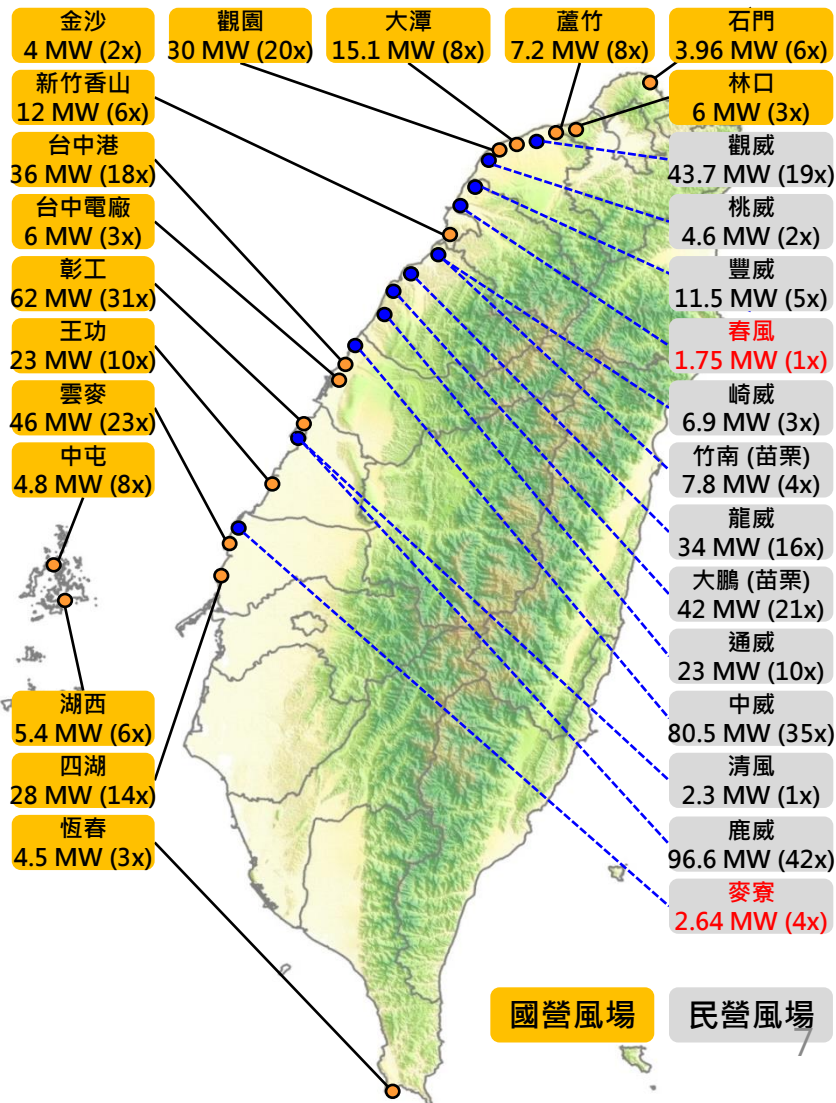 金沙
4 MW (2x)
觀園
30 MW (20x)
大潭
15.1 MW (8x)
蘆竹
7.2 MW (8x)
石門
3.96 MW (6x)
新竹香山
12 MW (6x)
台中港
36 MW (18x)
台中電廠
6 MW (3x)
彰工
62 MW (31x)
王功
23 MW (10x)
雲麥
46 MW (23x)
中屯
4.8 MW (8x)
湖西
5.4 MW (6x)
四湖
28 MW (14x)
恆春
4.5 MW (3x)
林口
6 MW (3x)
觀威
43.7 MW (19x)
桃威
4.6 MW (2x)
豐威
11.5 MW (5x)
春風
1.75 MW (1x)
崎威
6.9 MW (3x)
竹南 (苗栗)
7.8 MW (4x)
龍威
34 MW (16x)
大鵬 (苗栗)
42 MW (21x)
通威
23 MW (10x)
中威
80.5 MW (35x)
清風
2.3 MW (1x)
鹿威
96.6 MW (42x)
麥寮
2.64 MW (4x)
國營風場
民營風場
7